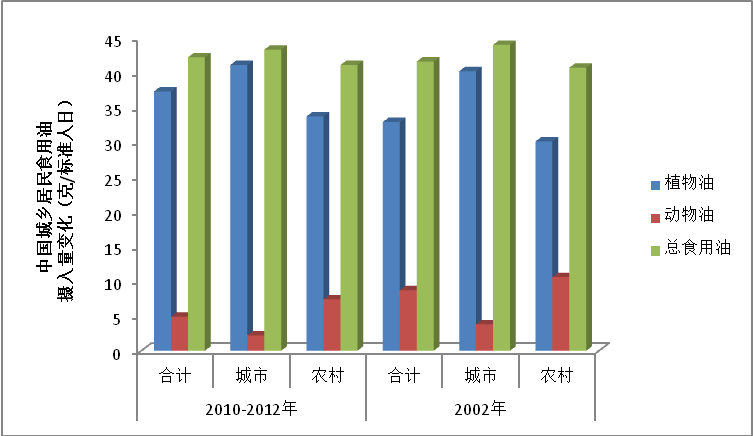 中国城乡居民食用油
摄入量变化（克/标准人日）
45
40
35
30
25
20
15
10
5
0
合计 城市 农村 合计 城市 农村
2010-2012年 2002年
植物油
动物油
总食用油